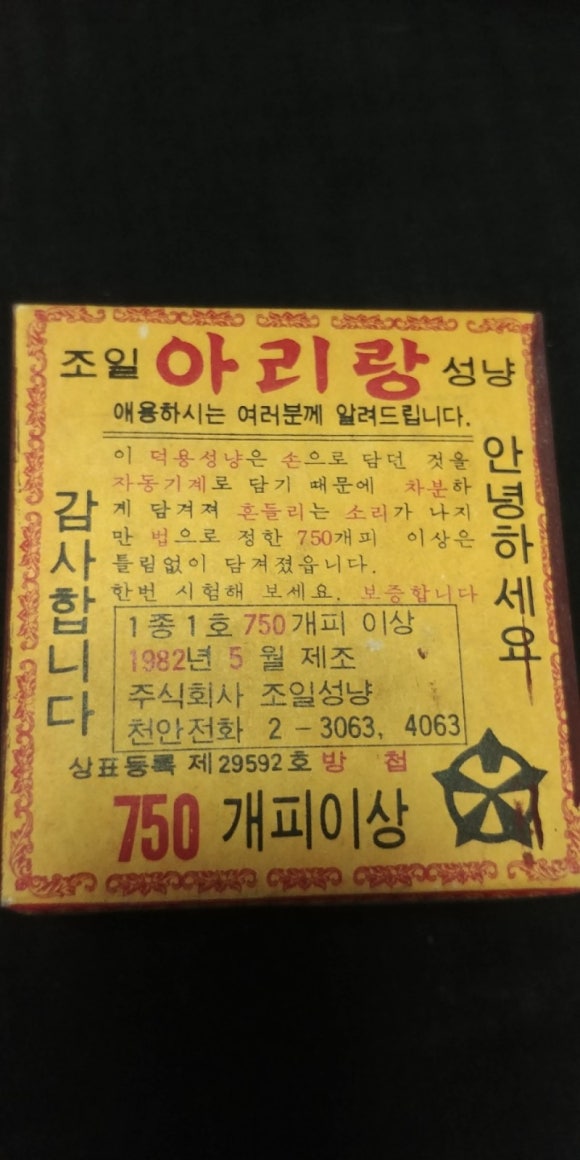 조일 아리랑 성냥
애용하시는 여러분께 알려드립니다.
안녕하세요
이 덕용성냥은 손으로 담던 것을
자동기계로 담기 때문에 차분하
게 담겨져 흔들리는 소리가 나지
만 법으로 정한 750개피 이상은
틀림없이 담겨졌읍니다.
한번 시험해 보세요. 보증합니다
감사합니다
1종1호 750개피 이상
1982년 5월 제조
주식회사 조일성냥
천안전화 2-3063, 4063
상표등록 제29592호 방첩
750 개피이상